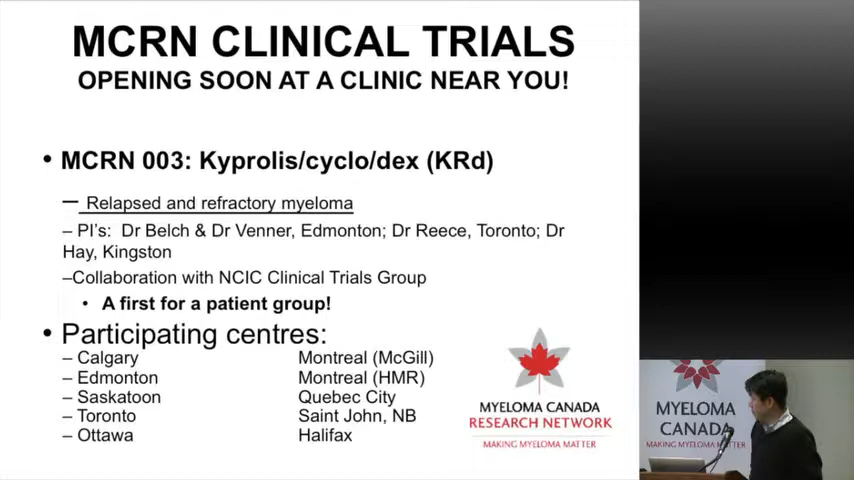 MCRN CLINICAL TRIALS
OPENING SOON AT A CLINIC NEAR YOU!
• MCRN 003: Kyprolis/cyclo/dex (KRd)
– Relapsed and refractory myeloma
– PI's: Dr Belch & Dr Venner, Edmonton; Dr Reece, Toronto; Dr
Hay, Kingston
–Collaboration with NCIC Clinical Trials Group
• A first for a patient group!
• Participating centres:
– Calgary Montreal (McGill)
– Edmonton Montreal (HMR)
– Saskatoon Quebec City
– Toronto Saint John, NB
– Ottawa Halifax
MYELOMA CANADA
RESEARCH NETWORK
MAKING MYELOMA MATTER
MYELOMA
CANADA
MAKING MYELOMA MATTER